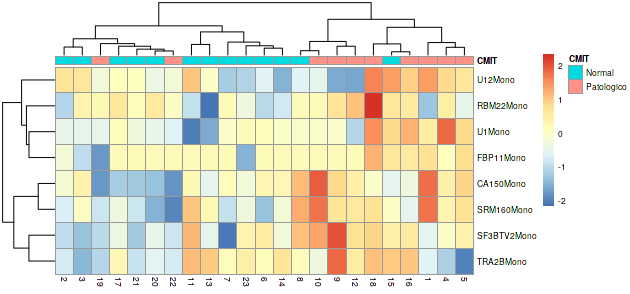 CMIT
U12Mono
RBM22Mono
U1Mono
FBP11Mono
CA150Mono
SRM160Mono
SF3BTV2Mono
TRA2BMono
2 3 19 17 21 20 22 11 13 7 23 6 14 8 10 9 12 18 15 16 1 4 5
2
1
0
-1
-2
CMIT
Normal
Patologico